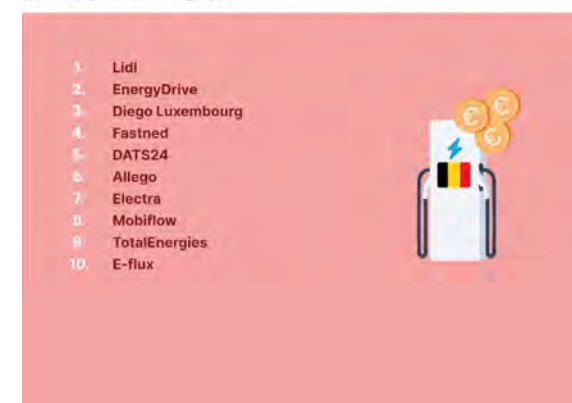 1. Lidl
2. EnergyDrive
3. Diego Luxembourg
4. Fastned
5. DATS24
6. Allego
7. Electra
8. Mobiflow
9. TotalEnergies
10. E-flux
€
€
€